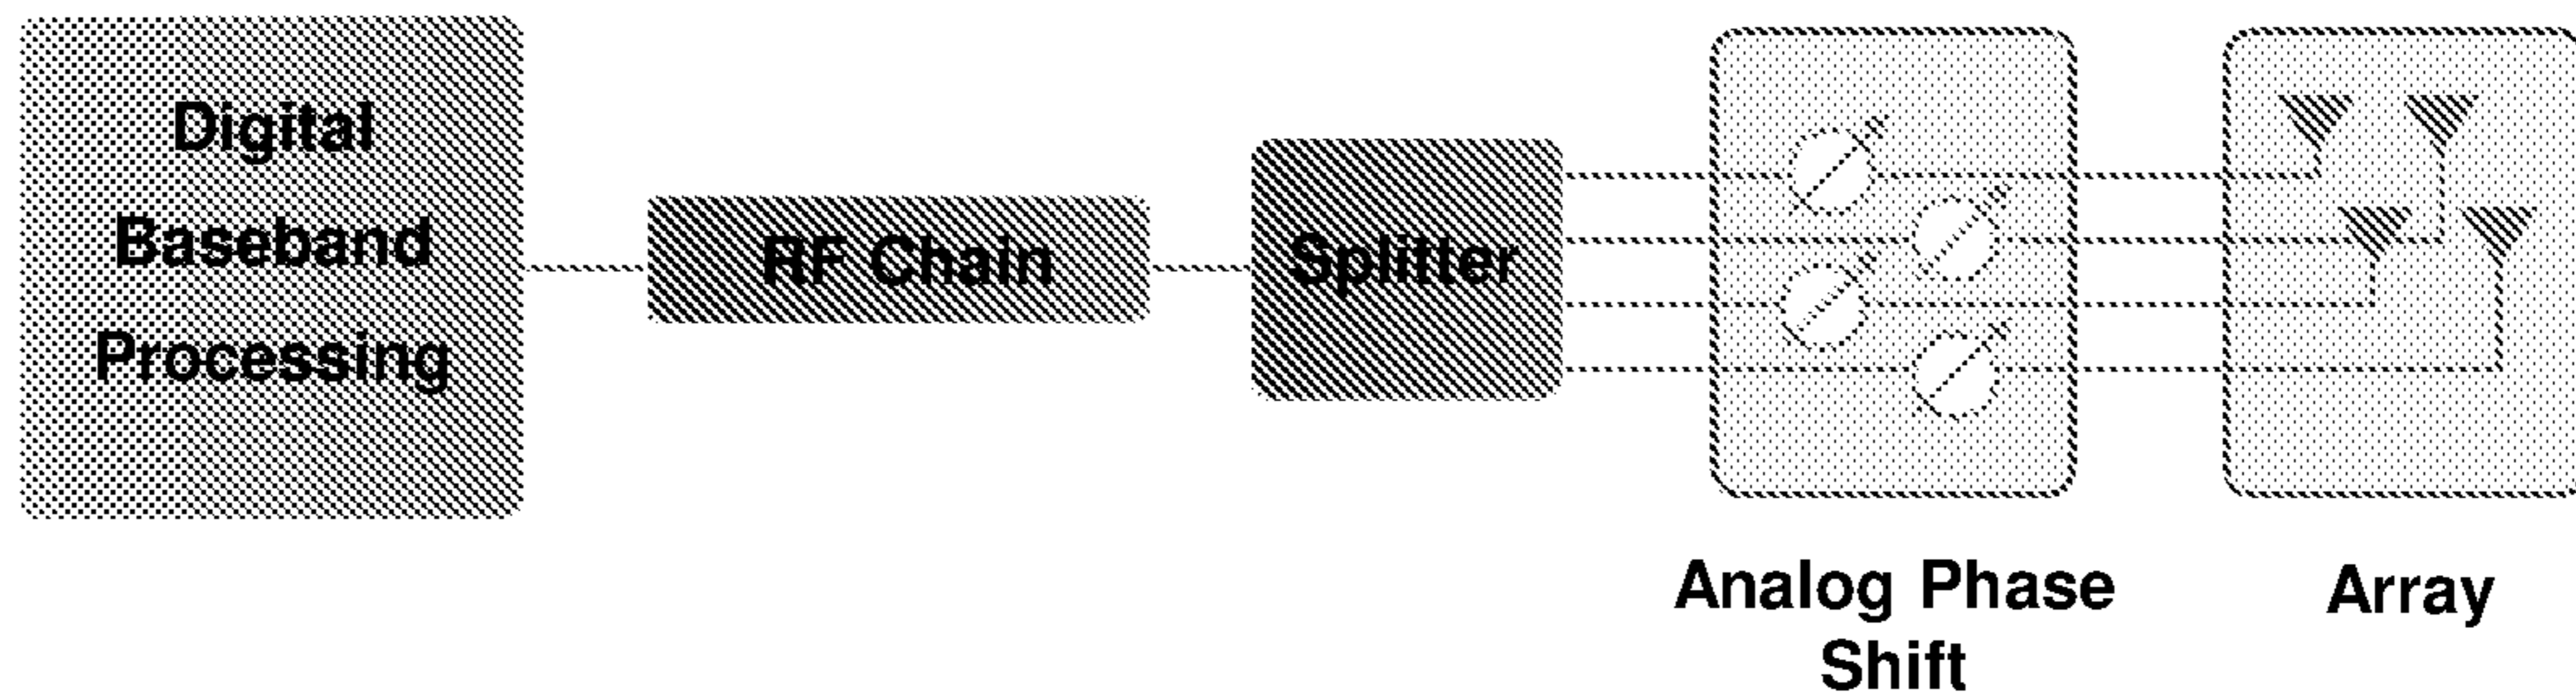 Digital
Baseband
Processing
RF Chain
Splitter
Analog Phase
Shift
Array